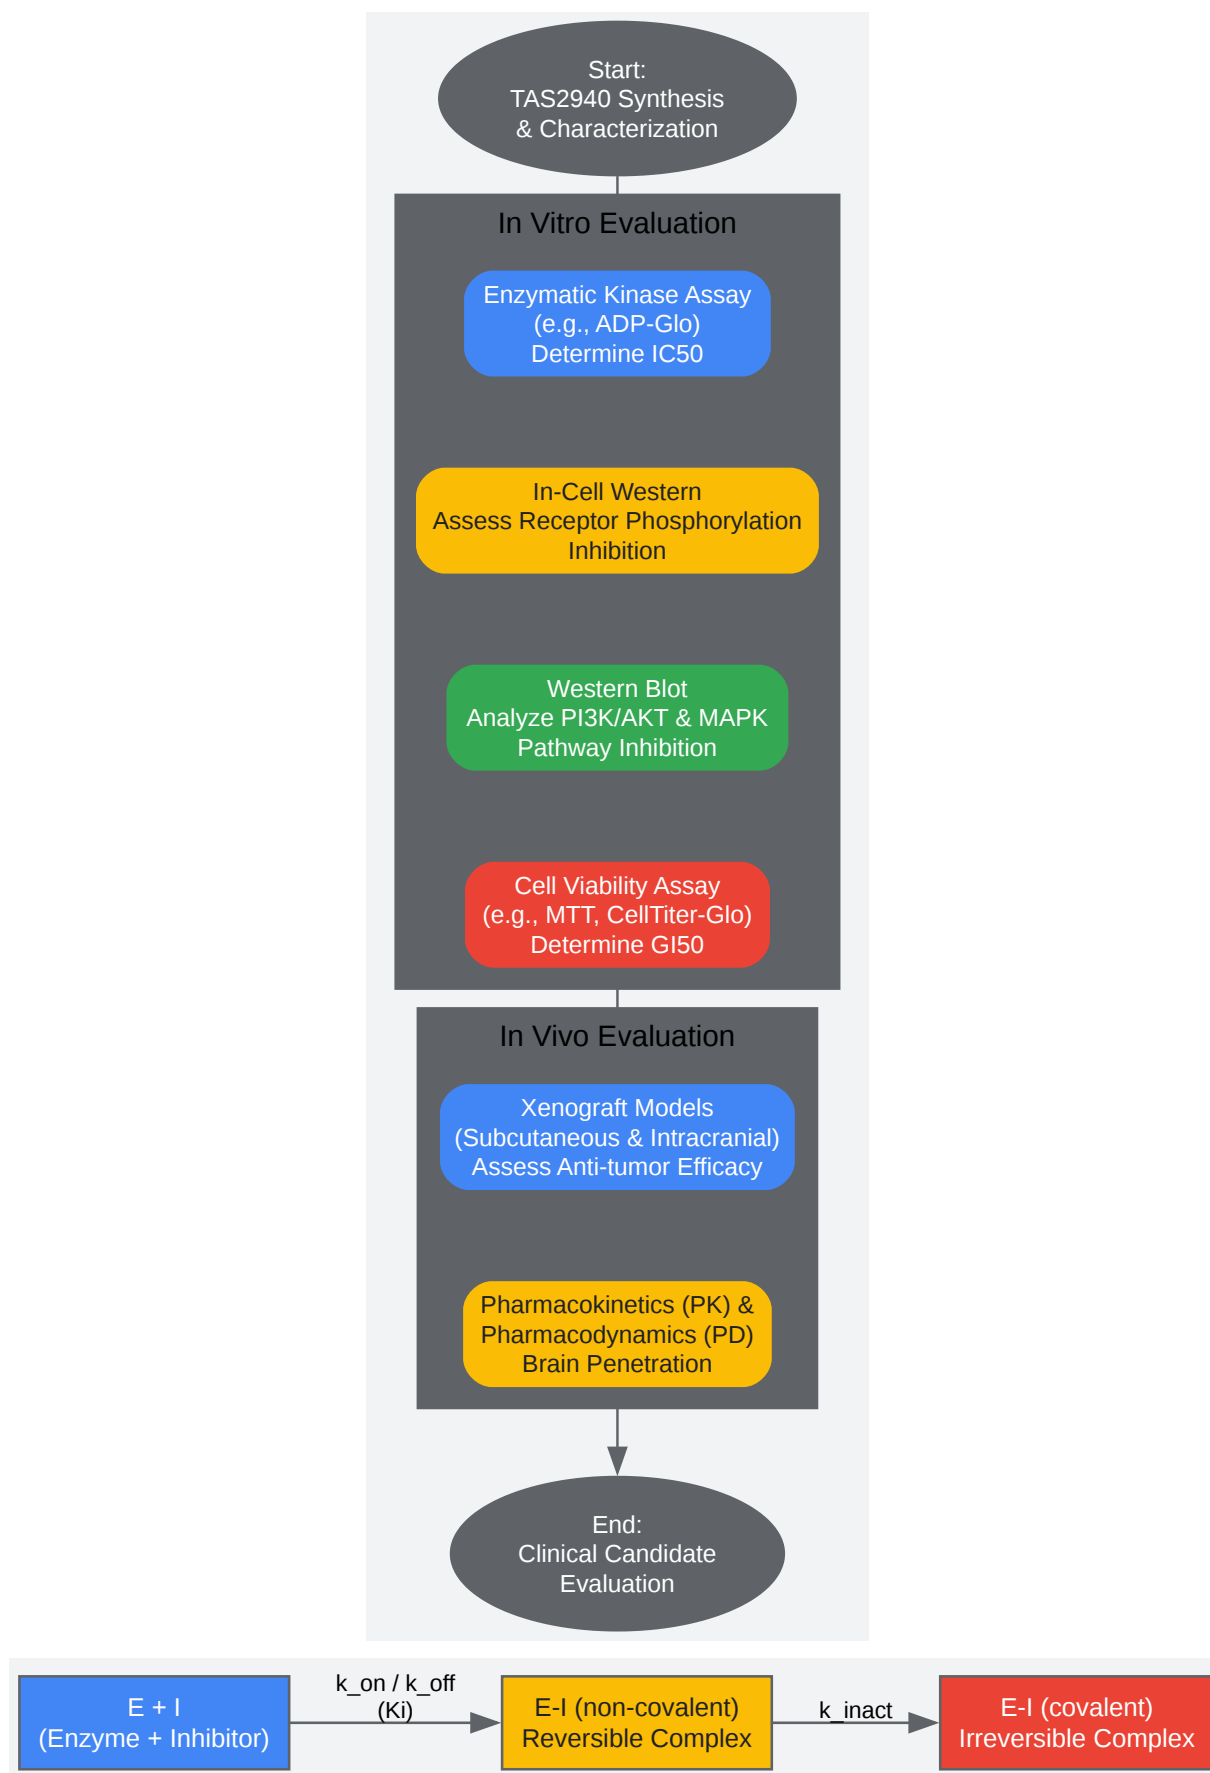 Start:
TAS2940 Synthesis
& Characterization
In Vitro Evaluation
Enzymatic Kinase Assay
(e.g., ADP-Glo)
Determine IC50
In-Cell Western
Assess Receptor Phosphorylation
Inhibition
Western Blot
Analyze PI3K/AKT & MAPK
Pathway Inhibition
Cell Viability Assay
(e.g., MTT, CellTiter-Glo)
Determine GI50
In Vivo Evaluation
Xenograft Models
(Subcutaneous & Intracranial)
Assess Anti-tumor Efficacy
Pharmacokinetics (PK) &
Pharmacodynamics (PD)
Brain Penetration
End:
Clinical Candidate
Evaluation
E + I
(Enzyme + Inhibitor)
k_on / k_off
(Ki)
E-I (non-covalent)
Reversible Complex
k_inact
E-I (covalent)
Irreversible Complex